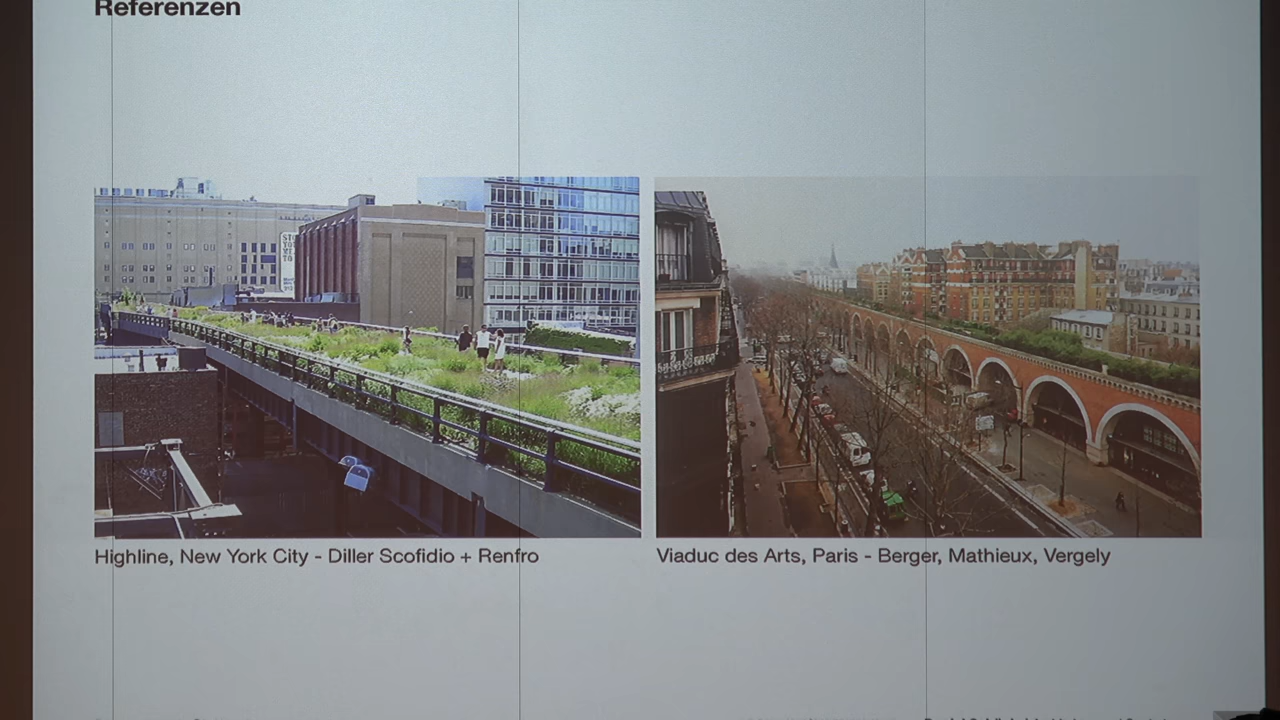 Referenzen
Highline, New York City - Diller Scofidio + Renfro
Viaduc des Arts, Paris - Berger, Mathieux, Vergely